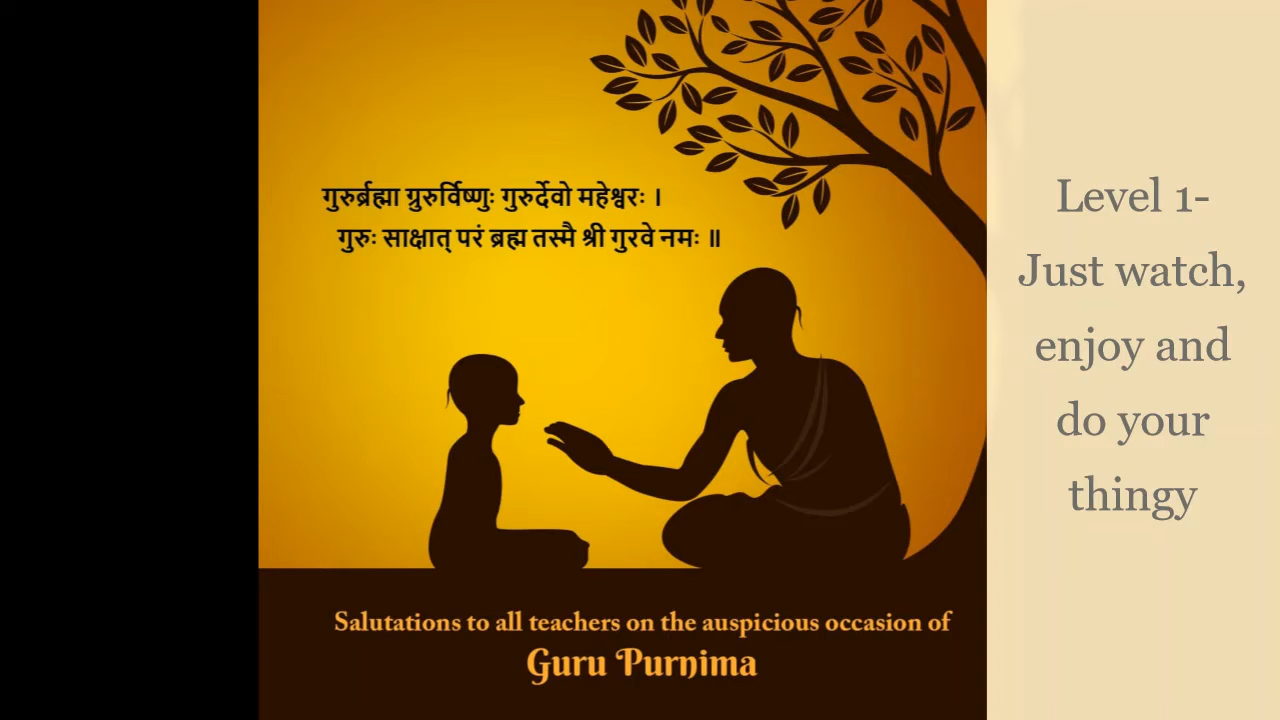 गुरुर्ब्रह्मा ग्रुरुर्विष्णुः गुरुर्देवो महेश्वरः ।
गुरुः साक्षात् परं ब्रह्म तस्मै श्री गुरवे नमः ॥
Salutations to all teachers on the auspicious occasion of
Guru Purnima
Level 1-
Just watch,
enjoy and
do your
thingy